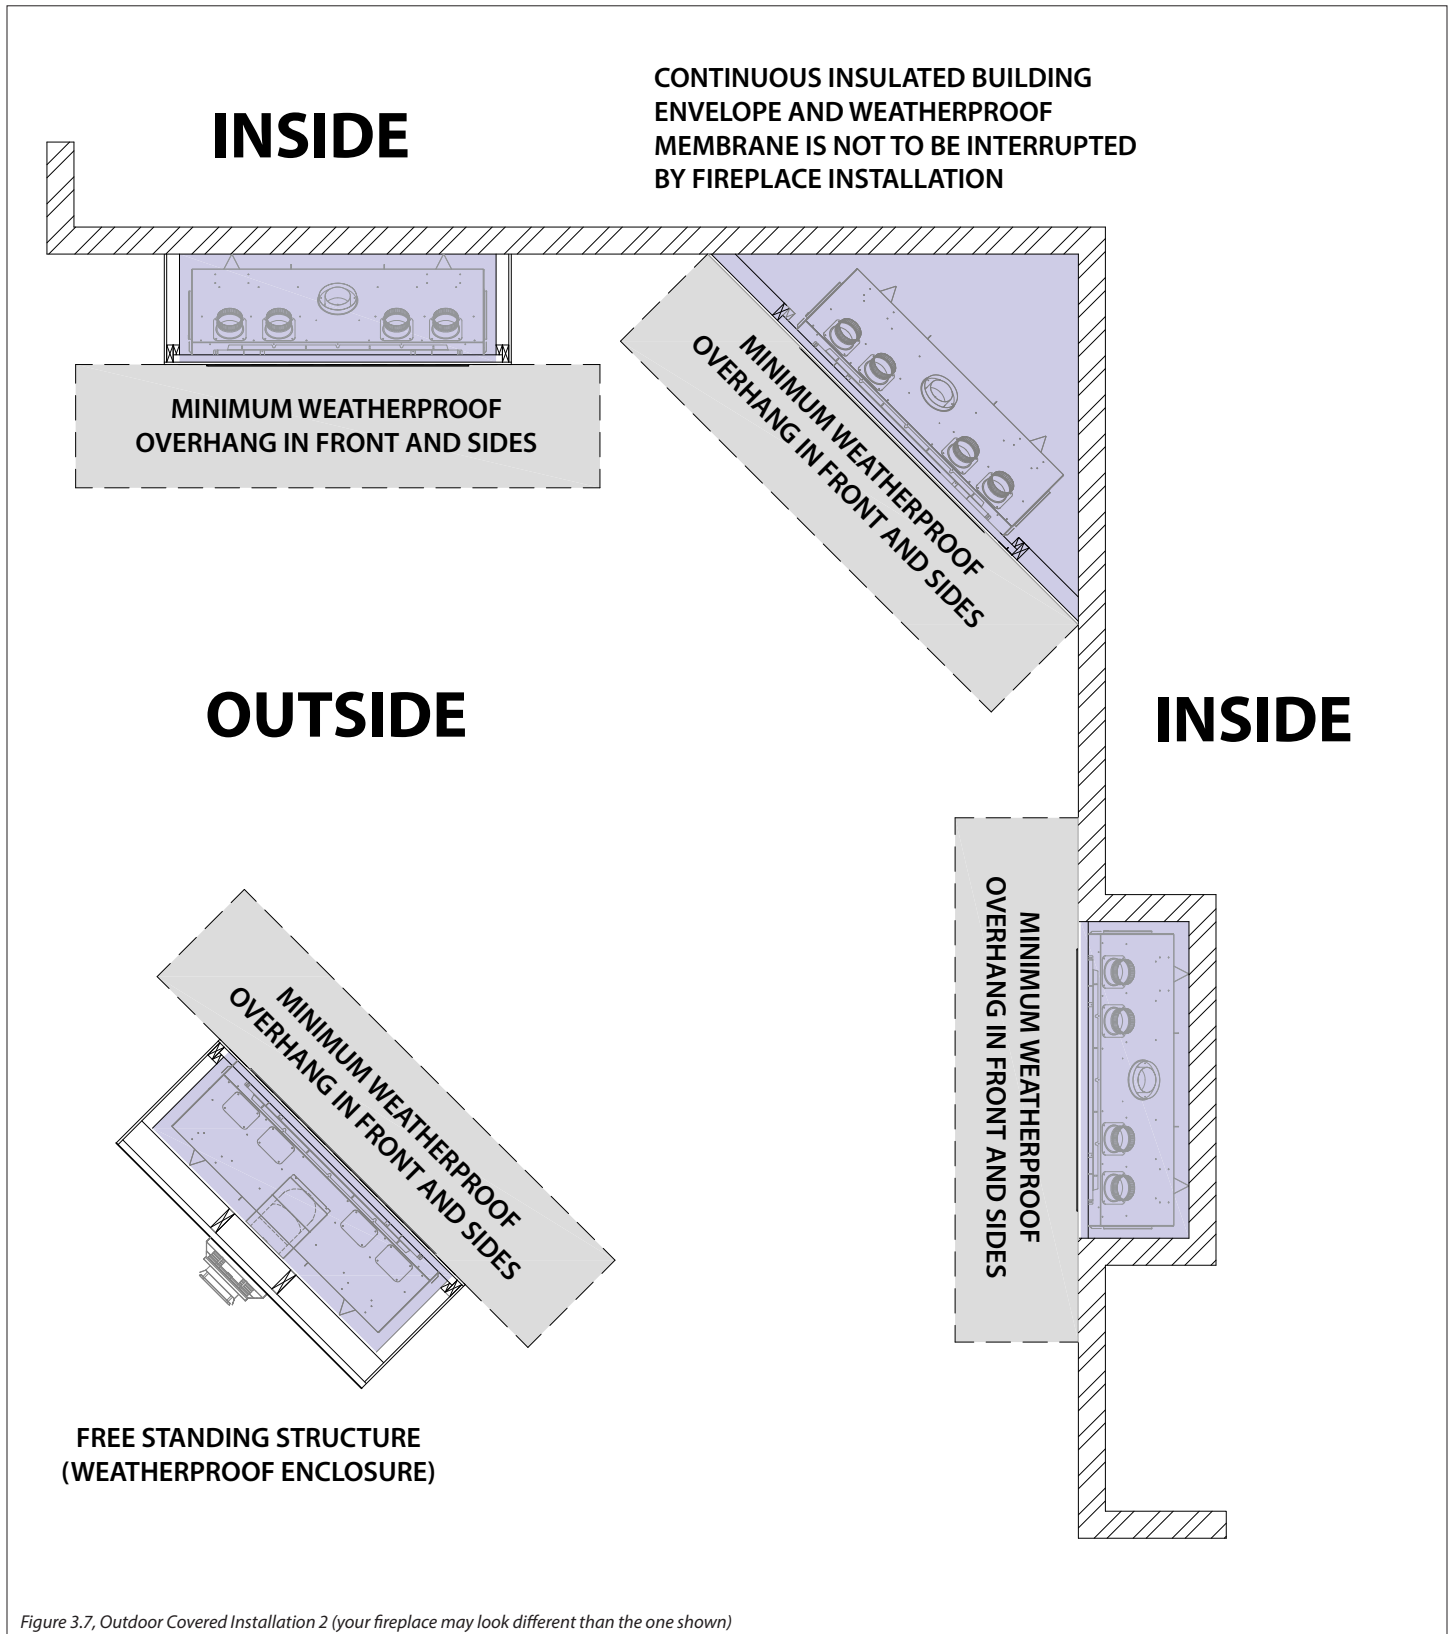 INSIDE
CONTINUOUS INSULATED BUILDING
ENVELOPE AND WEATHERPROOF
MEMBRANE IS NOT TO BE INTERRUPTED
BY FIREPLACE INSTALLATION
MINIMUM WEATHERPROOF
OVERHANG IN FRONT AND SIDES
MINIMUM WEATHERPROOF
OVERHANG IN FRONT AND SIDES
OUTSIDE
INSIDE
MINIMUM WEATHERPROOF
OVERHANG IN FRONT AND SIDES
MINIMUM WEATHERPROOF
OVERHANG IN FRONT AND SIDES
FREE STANDING STRUCTURE
(WEATHERPROOF ENCLOSURE)
Figure 3.7, Outdoor Covered Installation 2 (your fireplace may look different than the one shown)